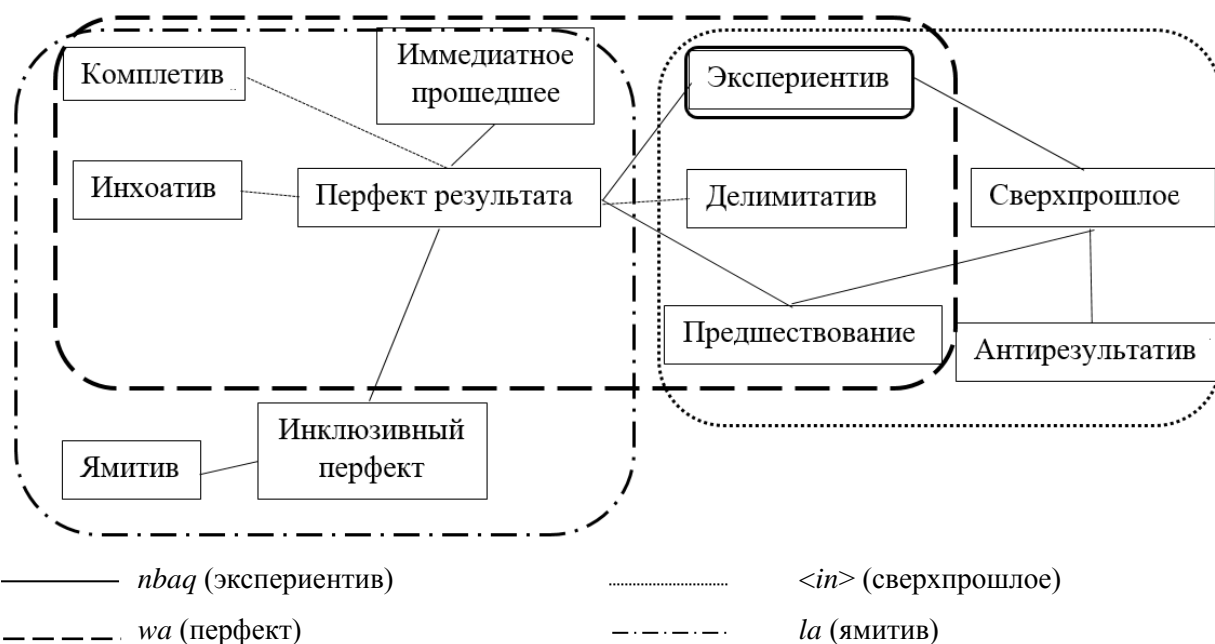 Комплетив
Иммедиатное
прошедшее
Экспериентив
Инхоатив
Перфект результата
Делимитатив
Сверхпрошлое
Предшествование
Антирезультатив
Ямитив
Инклюзивный
перфект
nbaq (экспериентив)
<in> (сверхпрошлое)
wa (перфект)
la (ямитив)